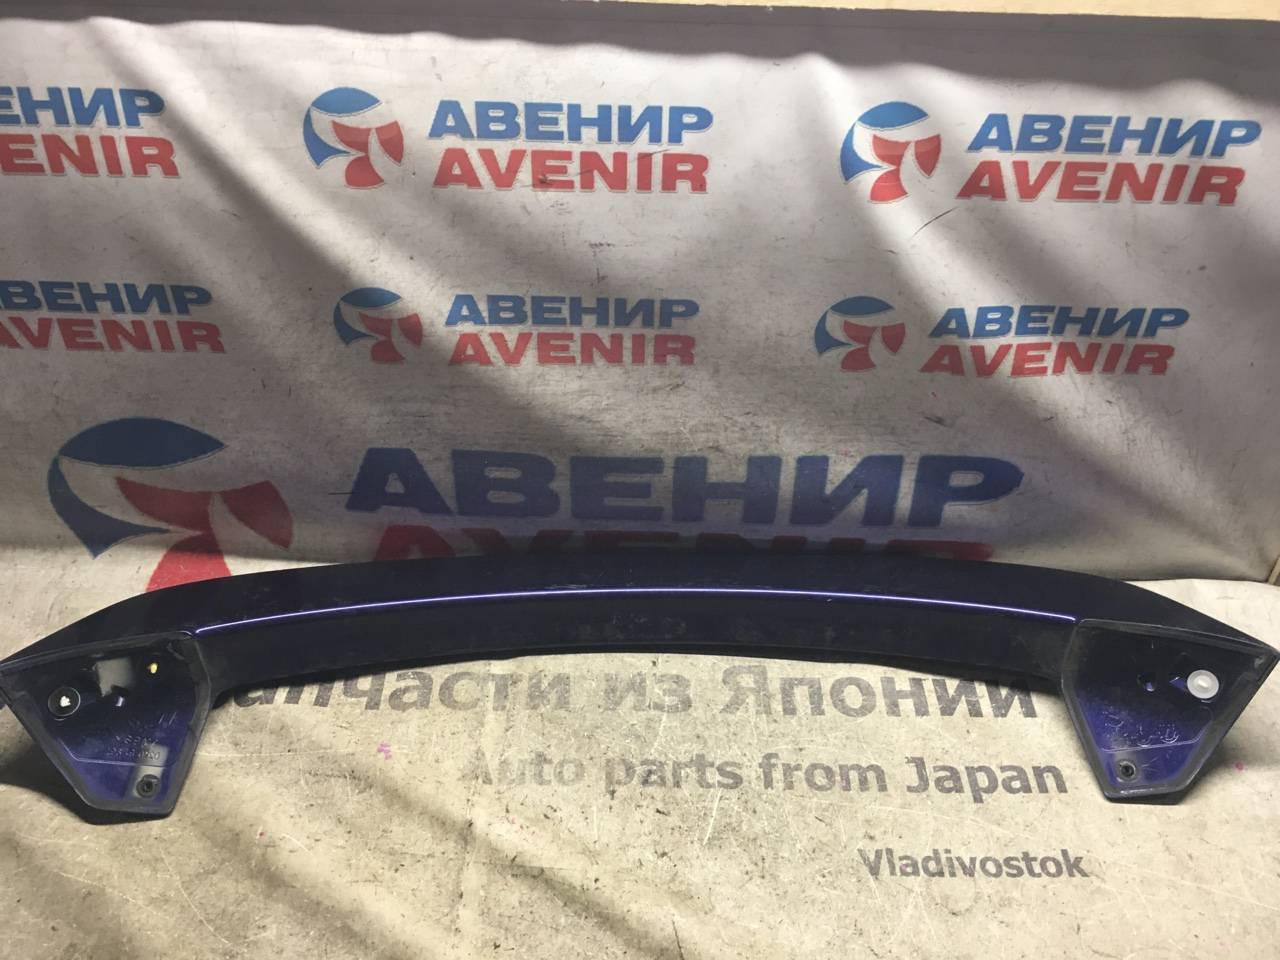 АВЕНИР АВЕНИР АВЕНИР
AVENIR AVENIR
АВЕНИР АВЕНИР АВЕНИР
AVENIR AVENIR AVENIR
АВЕНИР
AVENIR
из Японии
Auto parts from Japan
Vladivostok